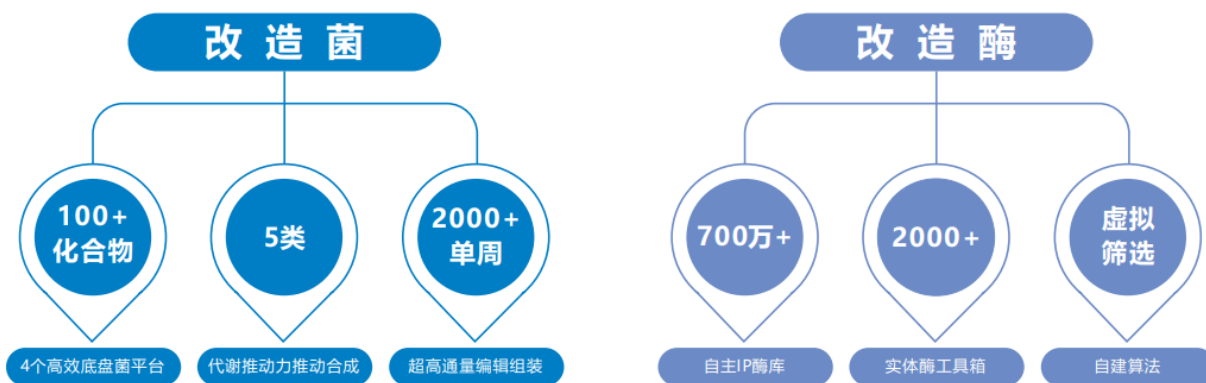 改造菌
100+
化合物
5类
2000+
单周
4个高效底盘菌平台
代谢推动力推动合成
超高通量编辑组装
改造酶
700万+
2000+
虚拟
筛选
自主IP酶库
实体酶工具箱
自建算法